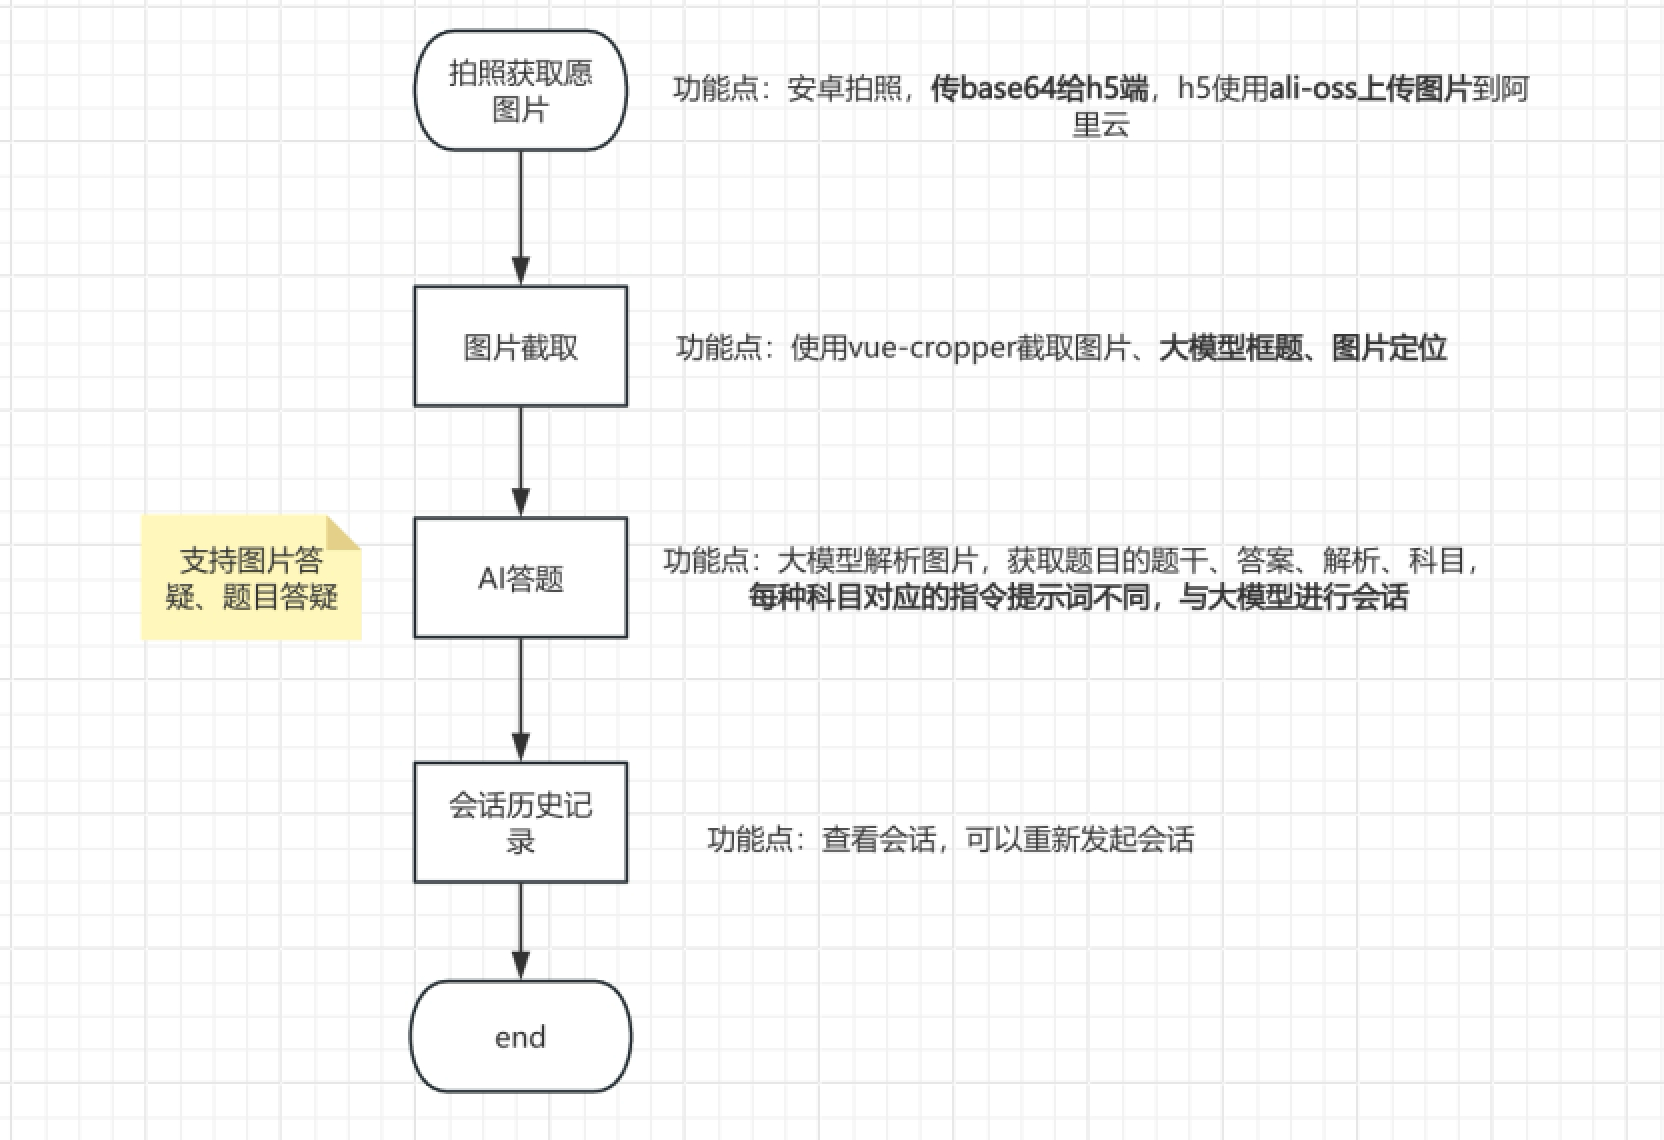 拍照获取愿
图片
功能点：安卓拍照，传base64给h5端，h5使用ali-oss上传图片到阿
里云
图片截取
功能点：使用vue-cropper截取图片、大模型框题、图片定位
支持图片答
疑、题目答疑
AI答题
功能点：大模型解析图片，获取题目的题干、答案、解析、科目，
每种科目对应的指令提示词不同，与大模型进行会话
会话历史记
录
功能点：查看会话，可以重新发起会话
end